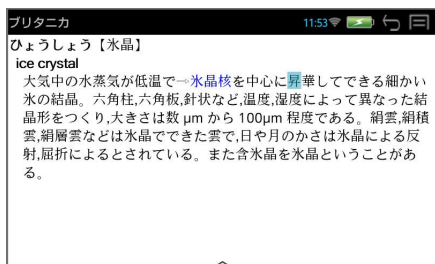 ブリタニカ 11:53
ひょうしょう【氷晶】
ice crystal
大気中の水蒸気が低温で→氷晶核を中心に昇華してできる細かい
氷の結晶。六角柱,六角板,針状など,温度,湿度によって異なった結
晶形をつくり,大きさは数 μm から 100μm 程度である。絹雲,絹積
雲,絹層雲などは氷晶でできた雲で,日や月のかさは氷晶による反
射,屈折によるとされている。また含氷晶を氷晶ということがあ
る。